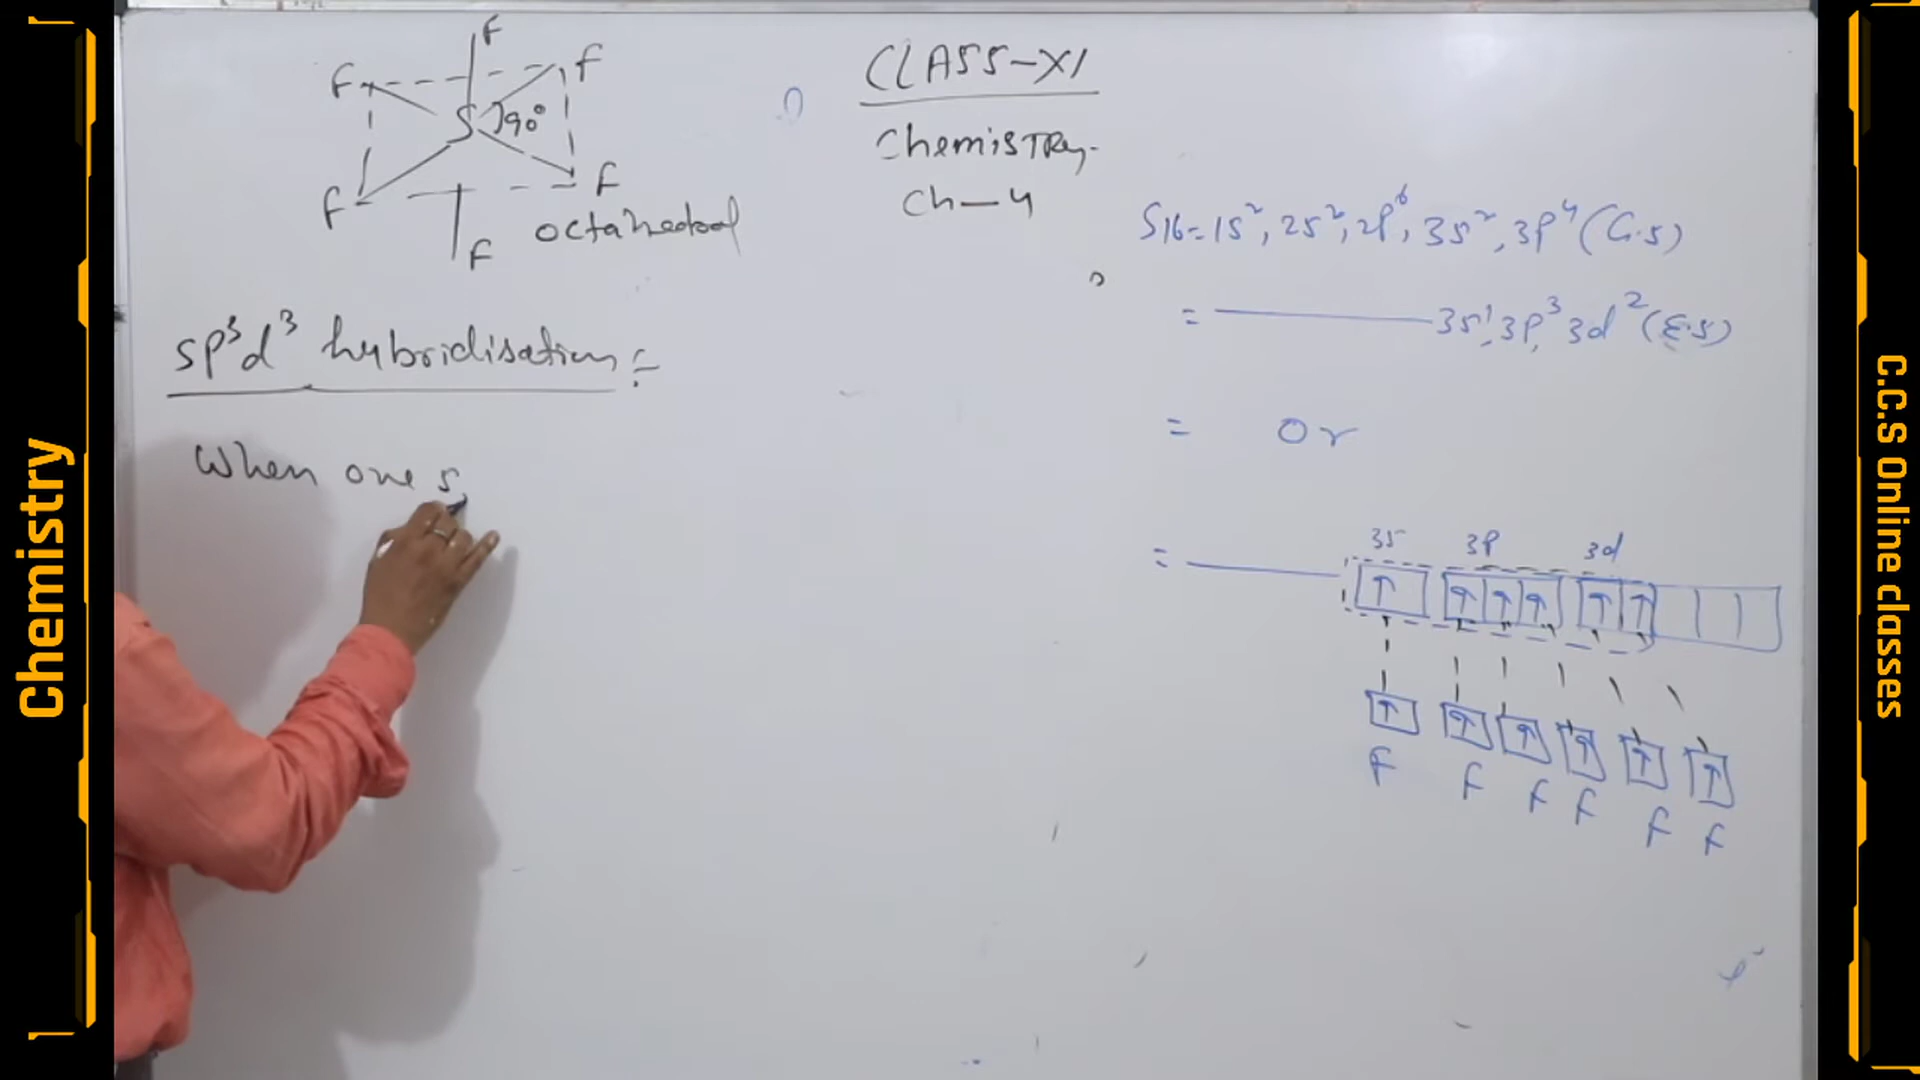 Chemistry
F
F F
S 90°
F F
F octahedral
CLASS-XI
Chemistry.
Ch-4
S16=1s², 2s², 2p⁶, 3s², 3p⁴ (G.S)
= 3s¹, 3p³, 3d² (E.S)
= Or
sp³d³ hybridisation :-
When one s,
3s 3p 3d
= ↑ ↑ ↑ ↑ ↑ ↑
↑ ↑ ↑ ↑ ↑ ↑
F F F F F F
C.C.S Online classes